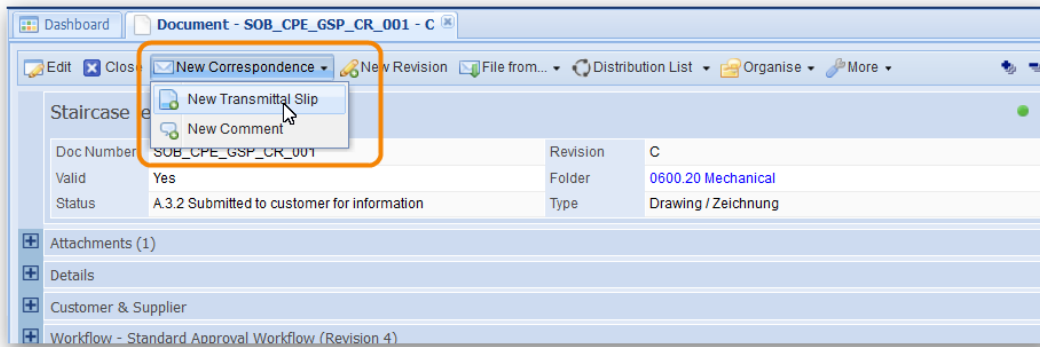 Dashboard Document - SOB_CPE_GSP_CR_001 - C
Edit Close New Correspondence New Revision File from... Distribution List Organise More
New Transmittal Slip
Staircase
New Comment
Doc Number SOB_CPE_GSP_CR_001 Revision C
Valid Yes Folder 0600.20 Mechanical
Status A.3.2 Submitted to customer for information Type Drawing / Zeichnung
Attachments (1)
Details
Customer & Supplier
Workflow - Standard Approval Workflow (Revision 4)